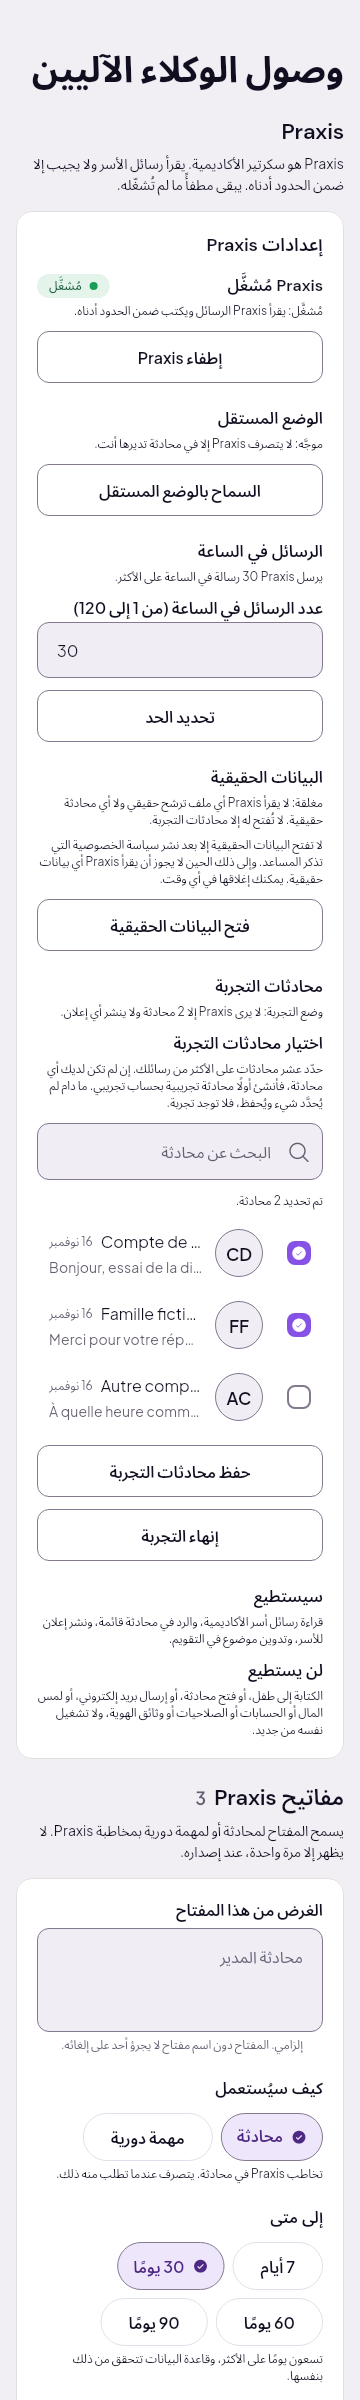 وصول الوكلاء الآليين
Praxis
Praxis هو سكرتير الأكاديمية. يقرأ رسائل الأسر ولا يجيب إلا
ضمن الحدود أدناه. يبقى مطفأً ما لم تُشغّله.
إعدادات Praxis
Praxis مُشغَّل
مُشغَّل
مُشغَّل: يقرأ Praxis الرسائل ويكتب ضمن الحدود أدناه.
إطفاء Praxis
الوضع المستقل
موجَّه: لا يتصرف Praxis إلا في محادثة تديرها أنت.
السماح بالوضع المستقل
الرسائل في الساعة
يرسل Praxis 30 رسالة في الساعة على الأكثر.
عدد الرسائل في الساعة (من 1 إلى 120)
30
تحديد الحد
البيانات الحقيقية
مغلقة: لا يقرأ Praxis أي ملف ترشح حقيقي ولا أي محادثة
حقيقية. لا تُفتح له إلا محادثات التجربة.
لا تفتح البيانات الحقيقية إلا بعد نشر سياسة الخصوصية التي
تذكر المساعد. وإلى ذلك الحين لا يجوز أن يقرأ Praxis أي بيانات
حقيقية. يمكنك إغلاقها في أي وقت.
فتح البيانات الحقيقية
محادثات التجربة
وضع التجربة: لا يرى Praxis إلا 2 محادثة ولا ينشر أي إعلان.
اختيار محادثات التجربة
حدّد عشر محادثات على الأكثر من رسائلك. إن لم تكن لديك أي
محادثة، فأنشئ أولًا محادثة تجريبية بحساب تجريبي. ما دام لم
يُحدَّد شيء ويُحفظ، فلا توجد تجربة.
البحث عن محادثة
تم تحديد 2 محادثة.
CD
Compte de ...
16 نوفمبر
Bonjour, essai de la di...
FF
Famille ficti...
16 نوفمبر
Merci pour votre rép...
AC
Autre comp...
16 نوفمبر
À quelle heure comm...
حفظ محادثات التجربة
إنهاء التجربة
سيستطيع
قراءة رسائل أسر الأكاديمية، والرد في محادثة قائمة، ونشر إعلان
للأسر، وتدوين موضوع في التقويم.
لن يستطيع
الكتابة إلى طفل، أو فتح محادثة، أو إرسال بريد إلكتروني، أو لمس
المال أو الحسابات أو الصلاحيات أو وثائق الهوية، ولا تشغيل
نفسه من جديد.
مفاتيح Praxis 3
يسمح المفتاح لمحادثة أو لمهمة دورية بمخاطبة Praxis. لا
يظهر إلا مرة واحدة، عند إصداره.
الغرض من هذا المفتاح
محادثة المدير
إلزامي. المفتاح دون اسم مفتاح لا يجرؤ أحد على إلغائه.
كيف سيُستعمل
محادثة
مهمة دورية
تخاطب Praxis في محادثة. يتصرف عندما تطلب منه ذلك.
إلى متى
7 أيام
30 يومًا
60 يومًا
90 يومًا
تسعون يومًا على الأكثر، وقاعدة البيانات تتحقق من ذلك
بنفسها.